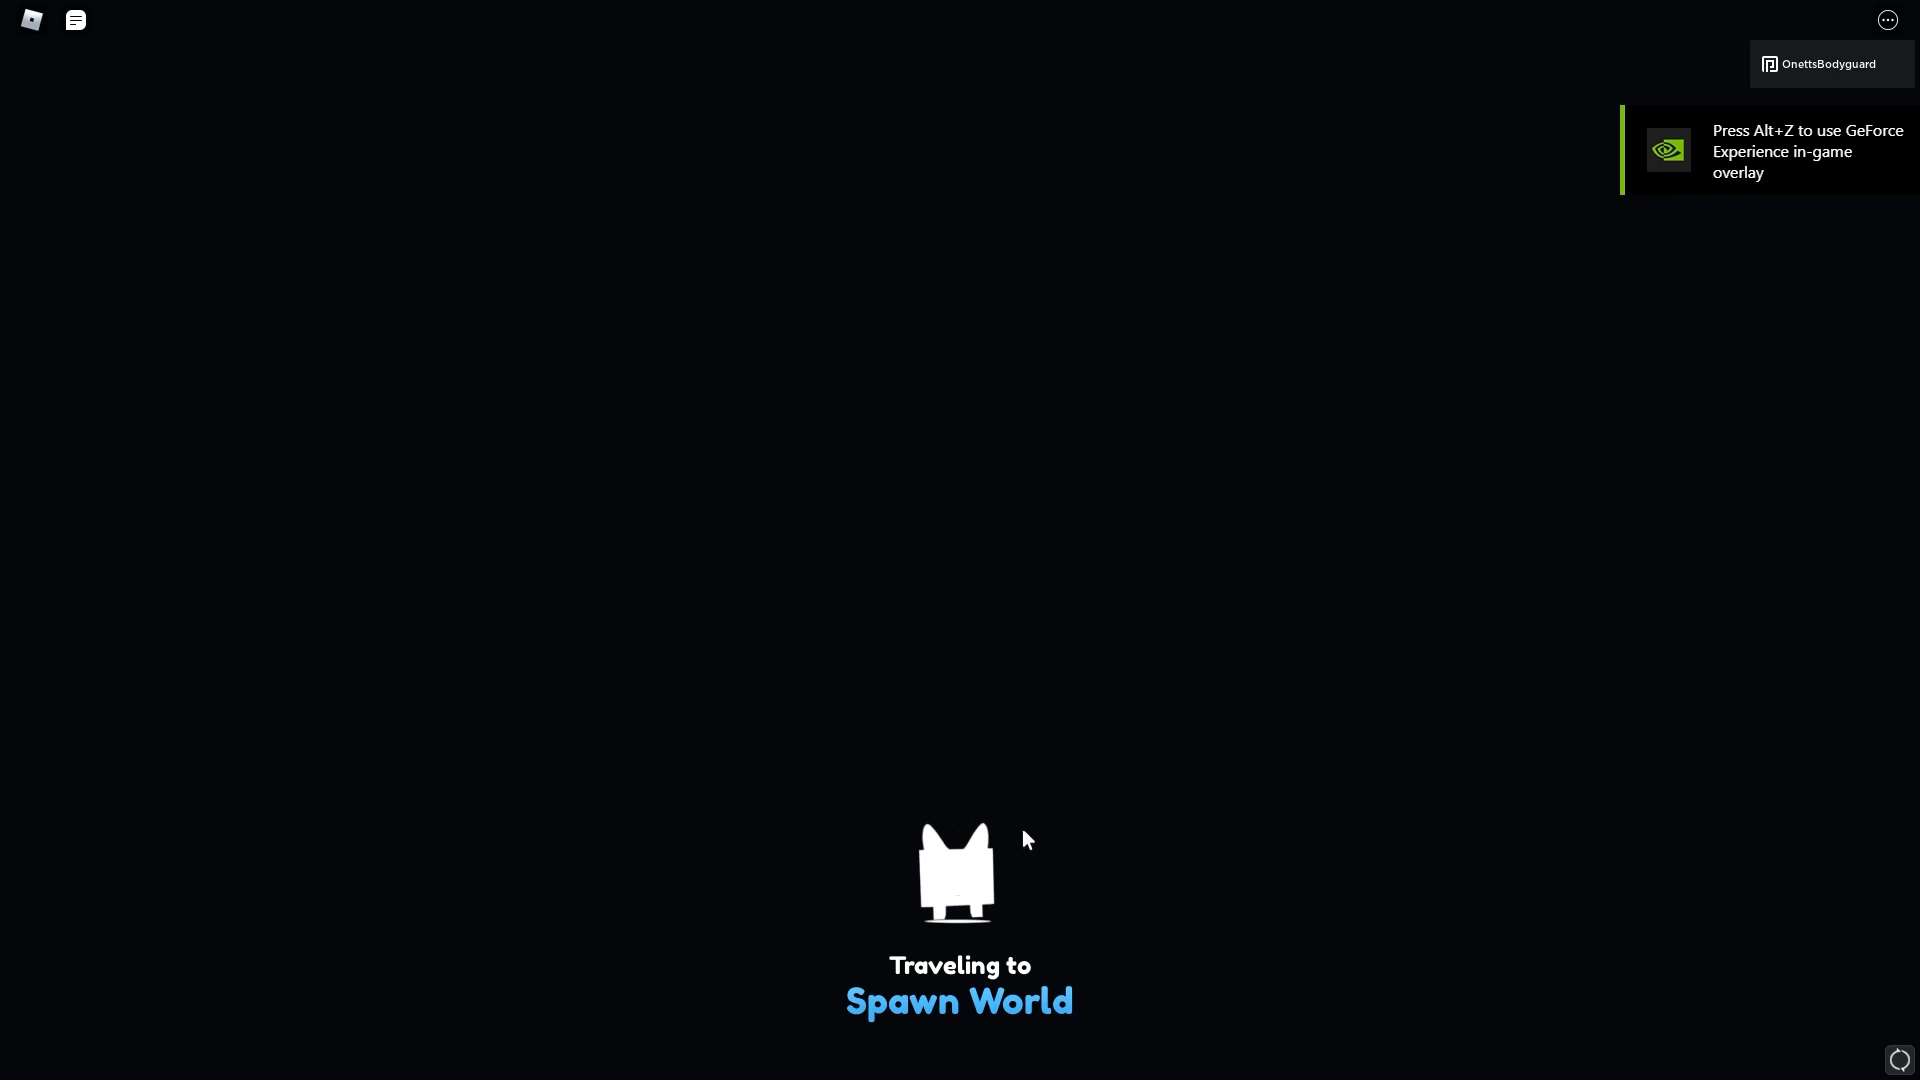 OnettsBodyguard
Press Alt+Z to use GeForce
Experience in-game
overlay
Traveling to
Spawn World